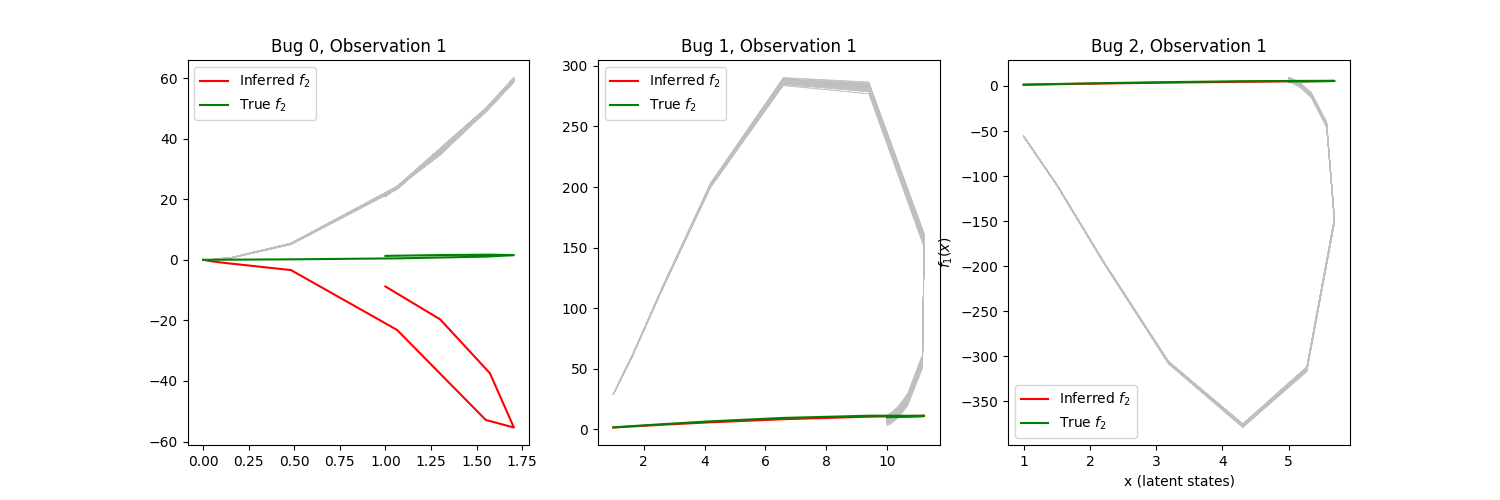 Bug 0, Observation 1
Inferred f₂
True f₂
60
40
20
0
−20
−40
−60
0.00 0.25 0.50 0.75 1.00 1.25 1.50 1.75
Bug 1, Observation 1
Inferred f₂
True f₂
300
250
200
150
100
50
0
2 4 6 8 10
Bug 2, Observation 1
f₁(x)
0
−50
−100
−150
−200
−250
−300
−350
Inferred f₂
True f₂
1 2 3 4 5
x (latent states)